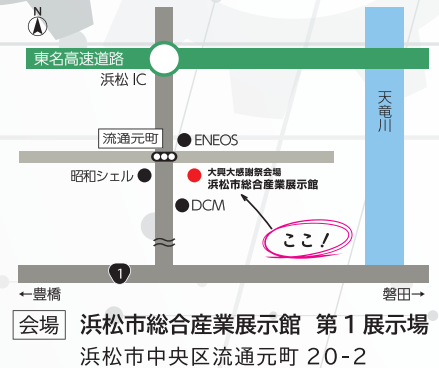 N
東名高速道路
浜松 IC
天竜川
流通元町
ENEOS
昭和シェル
大興大感謝祭会場
浜松市総合産業展示館
DCM
ここ！
1
←豊橋
磐田→
会場 浜松市総合産業展示館 第1展示場
浜松市中央区流通元町 20-2